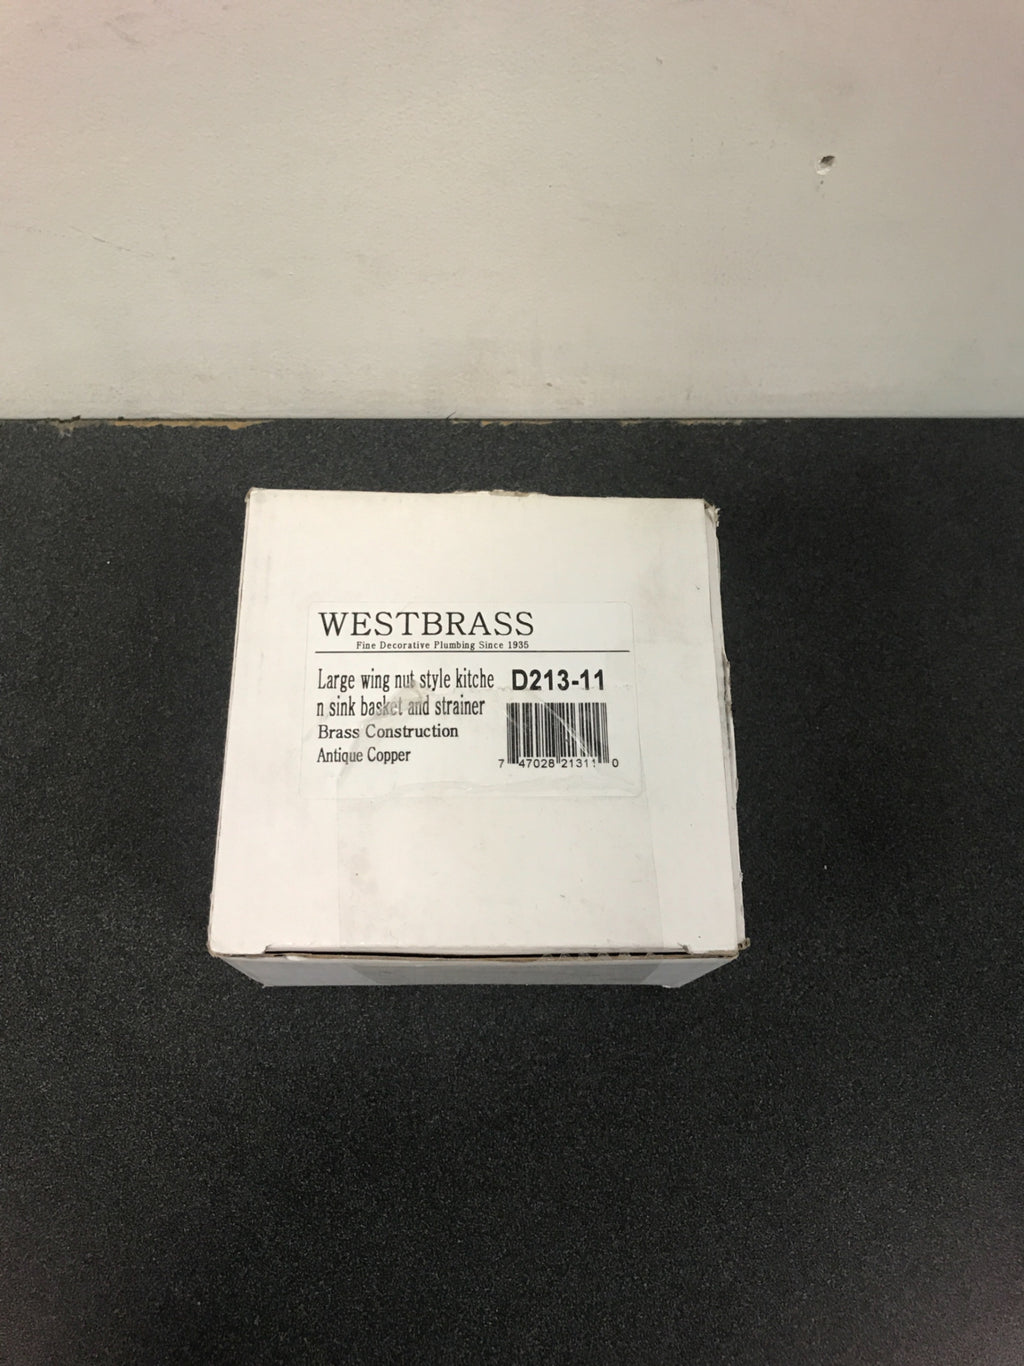 WESTBRASS
Fine Decorative Plumbing Since 1935
Large wing nut style kitche
n sink basket and strainer
Brass Construction
Antique Copper
D213-11
7 47028 21311 0